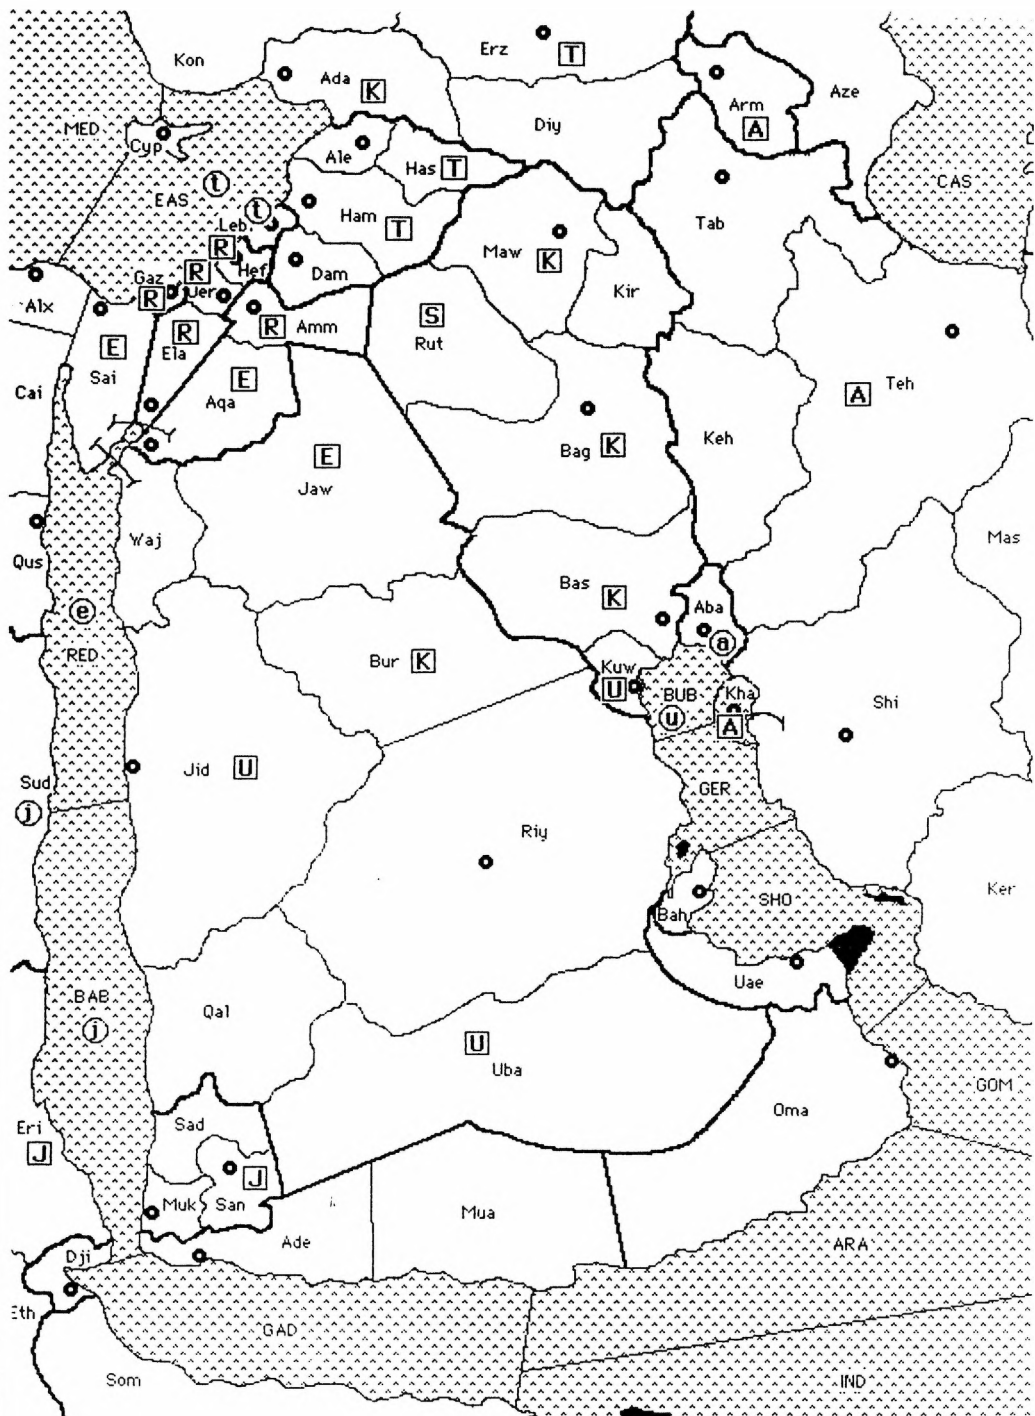 Kon
Erz
T
Ada
K
Aze
Arm
A
MED
Cyp
Diy
Ale
Has T
CAS
t
EAS
t
Leb
Ham
T
Tab
Maw
K
R
Hef
Dam
Kir
Gaz
R
Jer
R
Alx
R
Ela
R
Amm
S
Rut
E
Sai
E
Aqa
Cai
Teh
A
Keh
Bag
K
E
Jaw
Mas
Waj
Qus
Bas
K
Aba
a
e
RED
Bur K
Kuw
U
BUB
u
Kha
A
Shi
Jid
U
Sud
j
GER
Riy
Ker
SHO
Bah
Uae
BAB
j
Qal
U
Uba
GOM
Oma
Eri
J
Sad
J
Muk
San
Mua
Ade
ARA
Dji
Eth
GAD
Som
IND